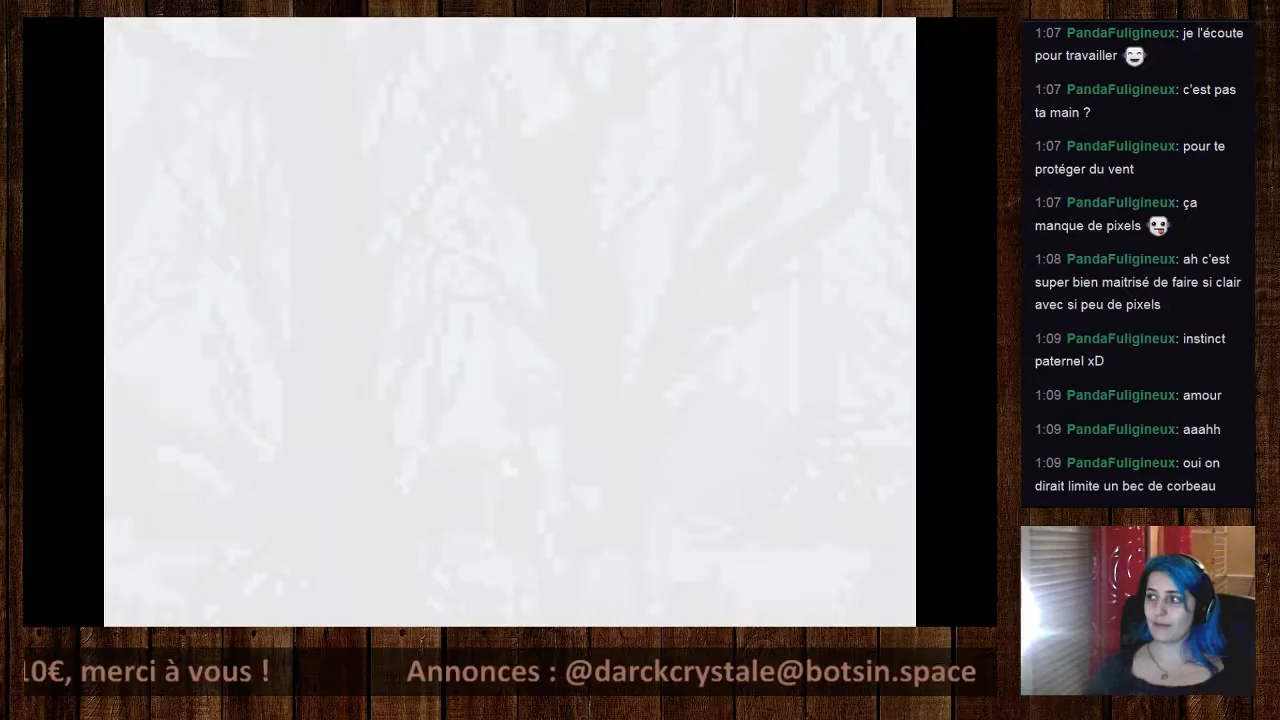 1:07 PandaFuligineux: je l'écoute
pour travailler
1:07 PandaFuligineux: c'est pas
ta main ?
1:07 PandaFuligineux: pour te
protéger du vent
1:07 PandaFuligineux: ça
manque de pixels
1:08 PandaFuligineux: ah c'est
super bien maitrisé de faire si clair
avec si peu de pixels
1:09 PandaFuligineux: instinct
paternel xD
1:09 PandaFuligineux: amour
1:09 PandaFuligineux: aaahh
1:09 PandaFuligineux: oui on
dirait limite un bec de corbeau
10€, merci à vous ! Annonces : @darckcrystale@botsin.space